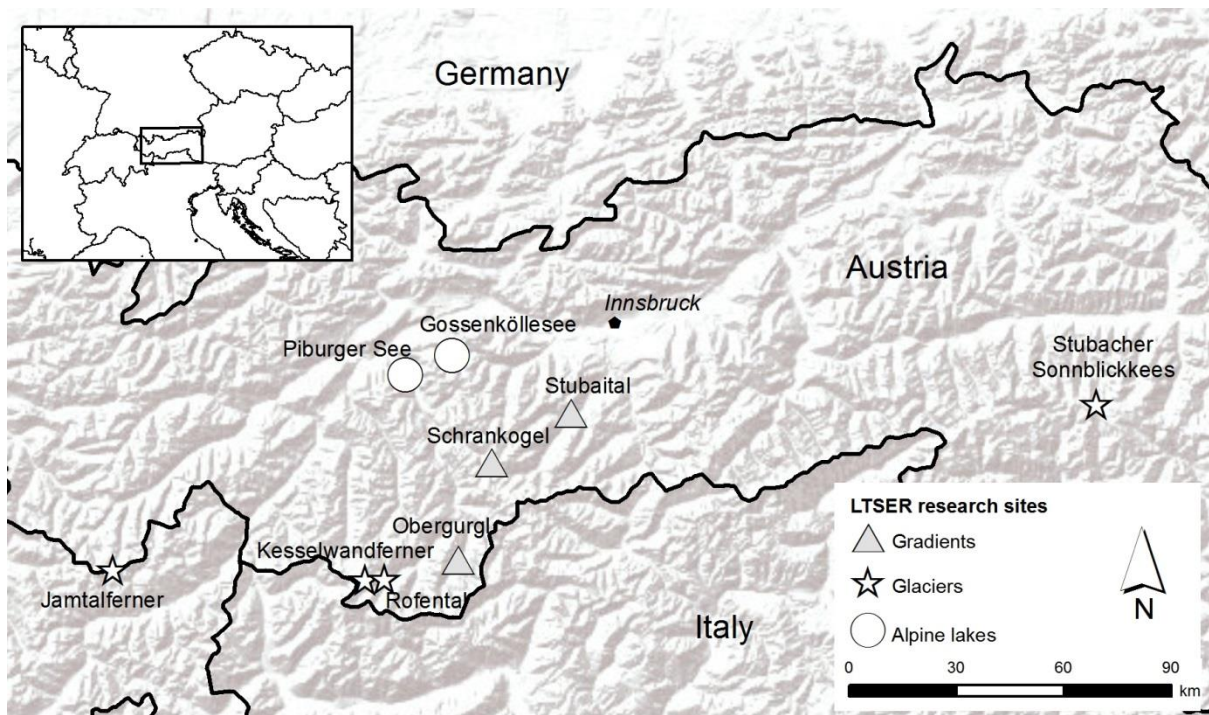 Germany
Austria
Innsbruck
Gossenköllesee
Piburger See
Stubacher
Sonnblickkees
Stubaital
Schrankogel
Obergurgl
Kesselwandferner
Rofental
Jamtalferner
Italy
LTSER research sites
Gradients
Glaciers
Alpine lakes
N
0 30 60 90
km